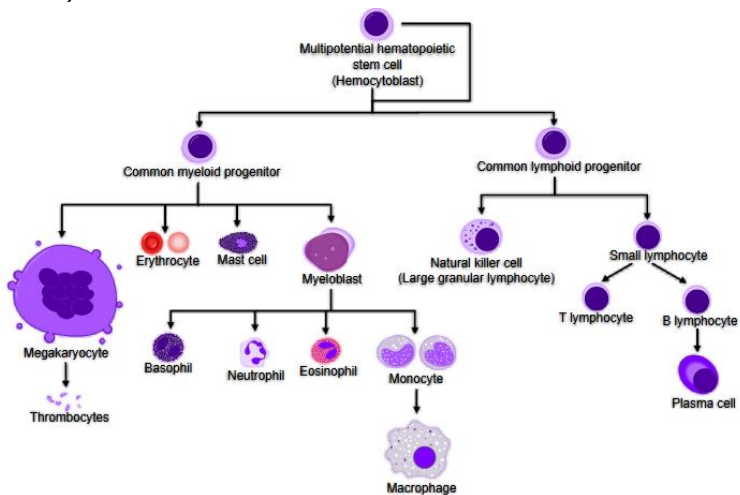 Multipotential hematopoietic
stem cell
(Hemocytoblast)
Common myeloid progenitor
Common lymphoid progenitor
Erythrocyte
Mast cell
Myeloblast
Natural killer cell
(Large granular lymphocyte)
Small lymphocyte
T lymphocyte
B lymphocyte
Megakaryocyte
Basophil
Neutrophil
Eosinophil
Monocyte
Plasma cell
Thrombocytes
Macrophage